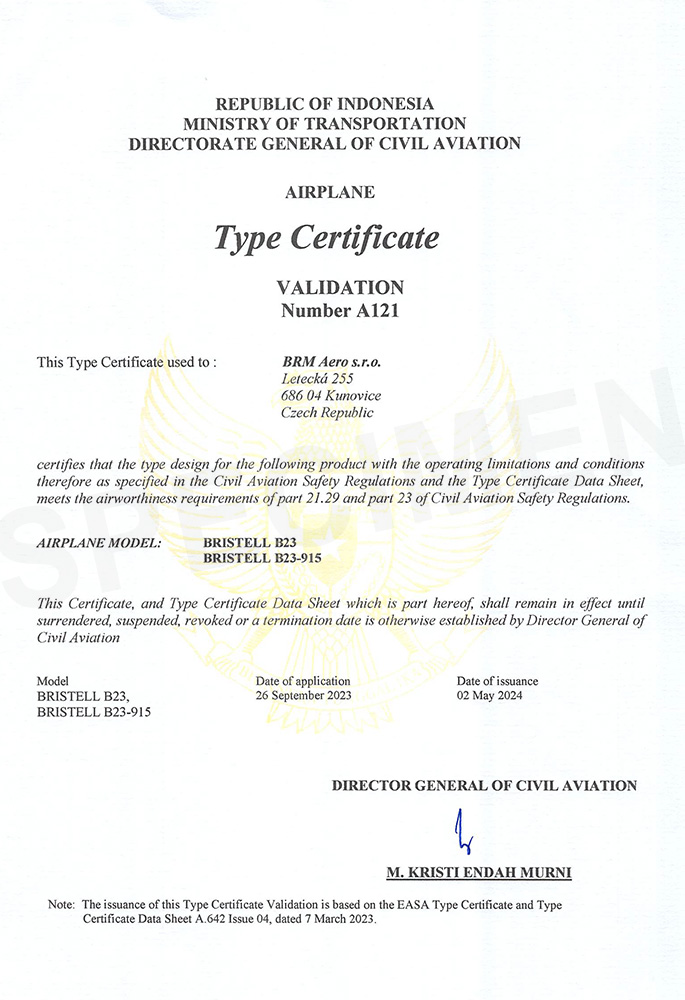 REPUBLIC OF INDONESIA
MINISTRY OF TRANSPORTATION
DIRECTORATE GENERAL OF CIVIL AVIATION
AIRPLANE
Type Certificate
VALIDATION
Number A121
This Type Certificate used to : BRM Aero s.r.o.
Letecká 255
686 04 Kunovice
Czech Republic
SPECIMEN
certifies that the type design for the following product with the operating limitations and conditions
therefore as specified in the Civil Aviation Safety Regulations and the Type Certificate Data Sheet,
meets the airworthiness requirements of part 21.29 and part 23 of Civil Aviation Safety Regulations.
AIRPLANE MODEL: BRISTELL B23
BRISTELL B23-915
This Certificate, and Type Certificate Data Sheet which is part hereof, shall remain in effect until
surrendered, suspended, revoked or a termination date is otherwise established by Director General of
Civil Aviation
Model Date of application Date of issuance
BRISTELL B23, 26 September 2023 02 May 2024
BRISTELL B23-915
DIRECTOR GENERAL OF CIVIL AVIATION
M. KRISTI ENDAH MURNI
Note: The issuance of this Type Certificate Validation is based on the EASA Type Certificate and Type
Certificate Data Sheet A.642 Issue 04, dated 7 March 2023.